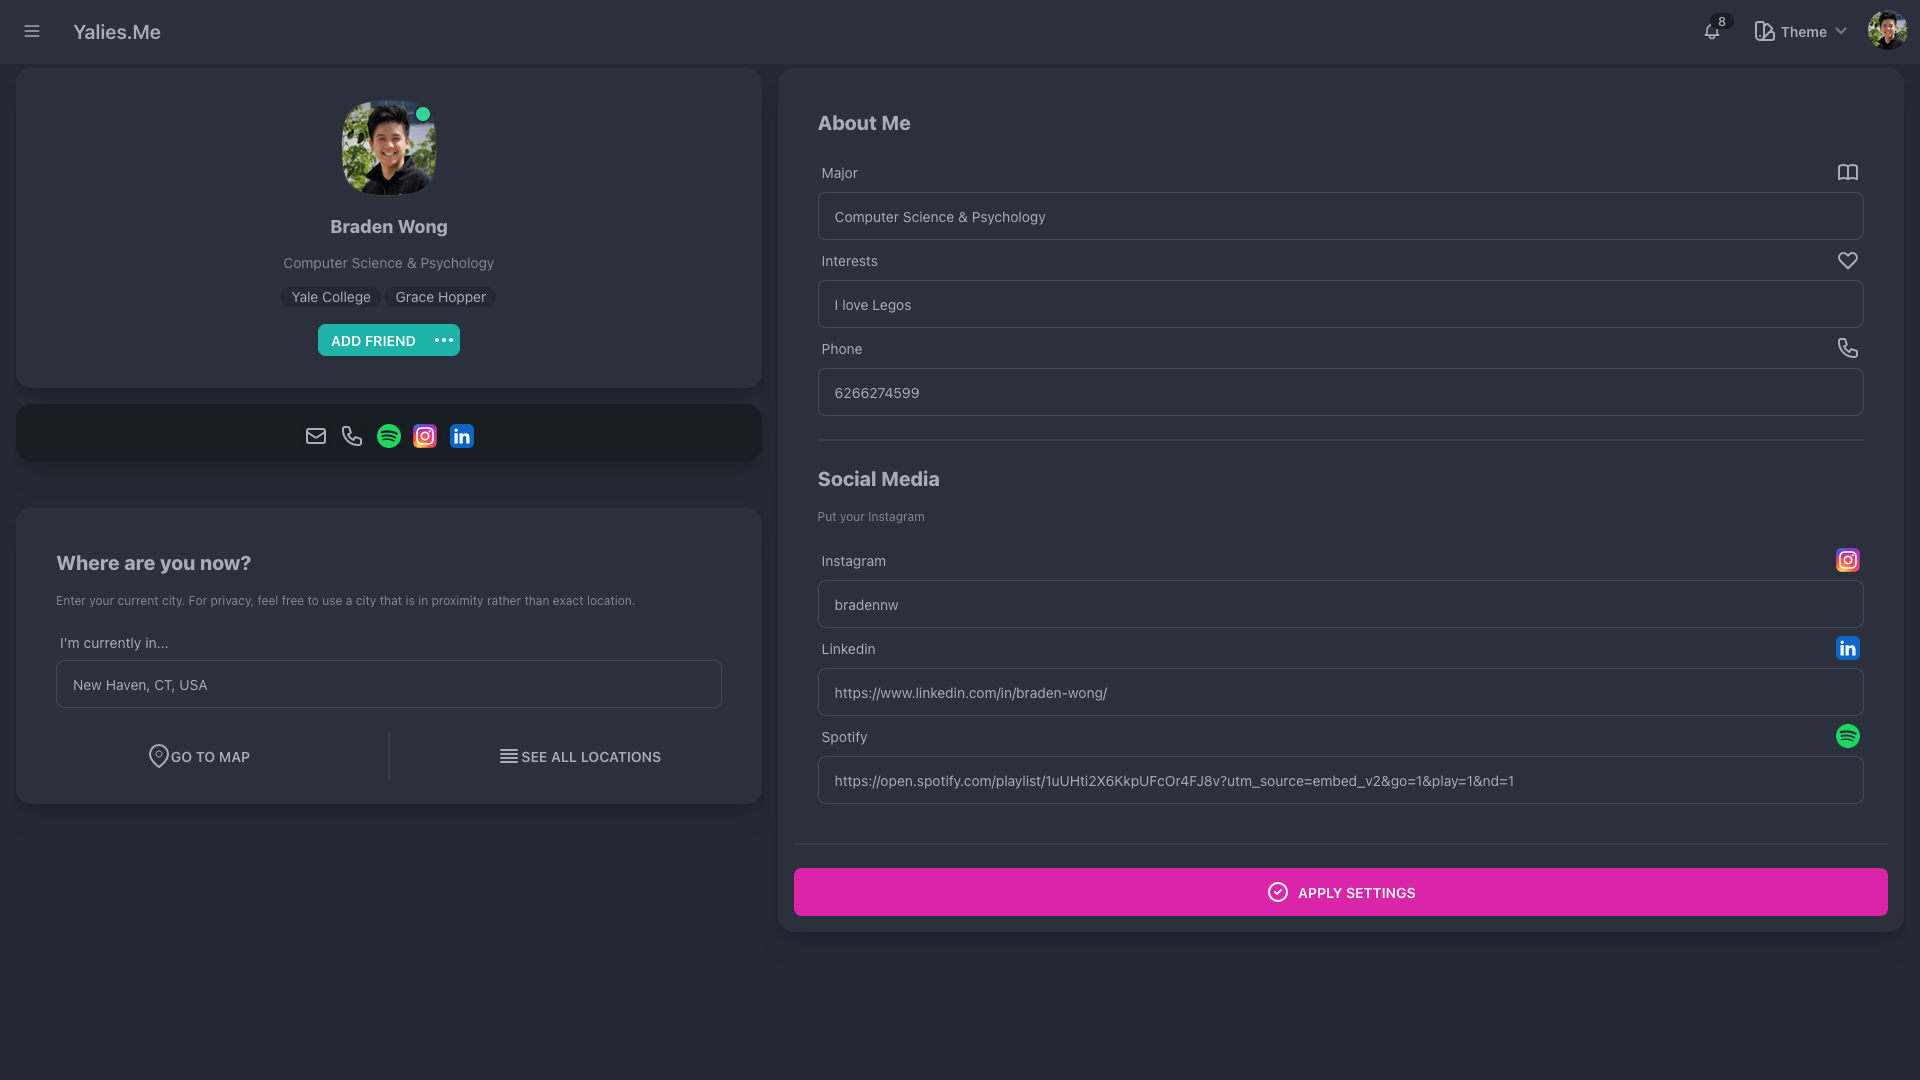 Yalies.Me
8
Theme
Braden Wong
Computer Science & Psychology
Yale College Grace Hopper
ADD FRIEND
Where are you now?
Enter your current city. For privacy, feel free to use a city that is in proximity rather than exact location.
I'm currently in...
New Haven, CT, USA
GO TO MAP
SEE ALL LOCATIONS
About Me
Major
Computer Science & Psychology
Interests
I love Legos
Phone
6266274599
Social Media
Put your Instagram
Instagram
bradennw
Linkedin
https://www.linkedin.com/in/braden-wong/
Spotify
https://open.spotify.com/playlist/1uUHti2X6KkpUFcOr4FJ8v?utm_source=embed_v2&go=1&play=1&nd=1
APPLY SETTINGS